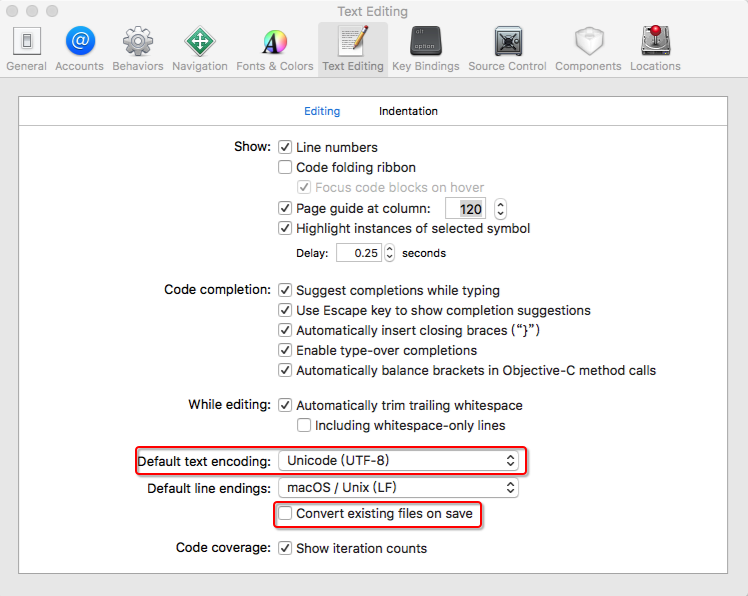 Text Editing
General Accounts Behaviors Navigation Fonts & Colors Text Editing Key Bindings Source Control Components Locations
Editing Indentation
Show: Line numbers
Code folding ribbon
Focus code blocks on hover
Page guide at column: 120
Highlight instances of selected symbol
Delay: 0.25 seconds
Code completion: Suggest completions while typing
Use Escape key to show completion suggestions
Automatically insert closing braces (“}”)
Enable type-over completions
Automatically balance brackets in Objective-C method calls
While editing: Automatically trim trailing whitespace
Including whitespace-only lines
Default text encoding: Unicode (UTF-8)
Default line endings: macOS / Unix (LF)
Convert existing files on save
Code coverage: Show iteration counts